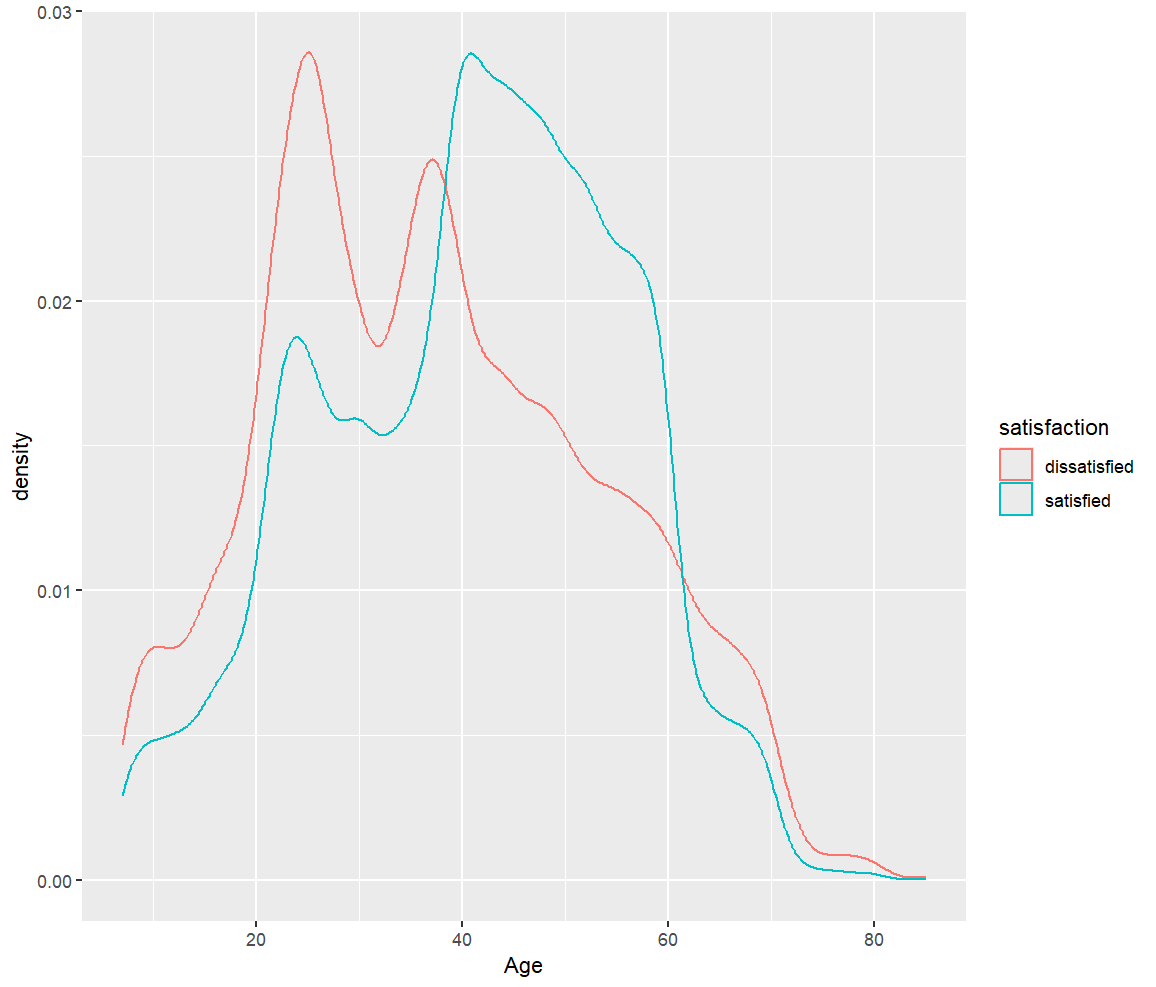 0.03
0.02
0.01
0.00
density
20 40 60 80
Age
satisfaction
dissatisfied
satisfied